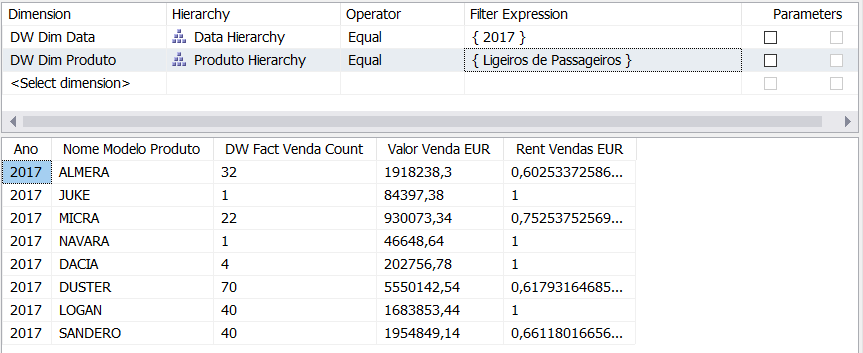 Dimension Hierarchy Operator Filter Expression Parameters
DW Dim Data Data Hierarchy Equal { 2017 }
DW Dim Produto Produto Hierarchy Equal { Ligeiros de Passageiros }
<Select dimension>
Ano Nome Modelo Produto DW Fact Venda Count Valor Venda EUR Rent Vendas EUR
2017 ALMERA 32 1918238,3 0,60253372586...
2017 JUKE 1 84397,38 1
2017 MICRA 22 930073,34 0,75253752569...
2017 NAVARA 1 46648,64 1
2017 DACIA 4 202756,78 1
2017 DUSTER 70 5550142,54 0,61793164685...
2017 LOGAN 40 1683853,44 1
2017 SANDERO 40 1954849,14 0,66118016656...